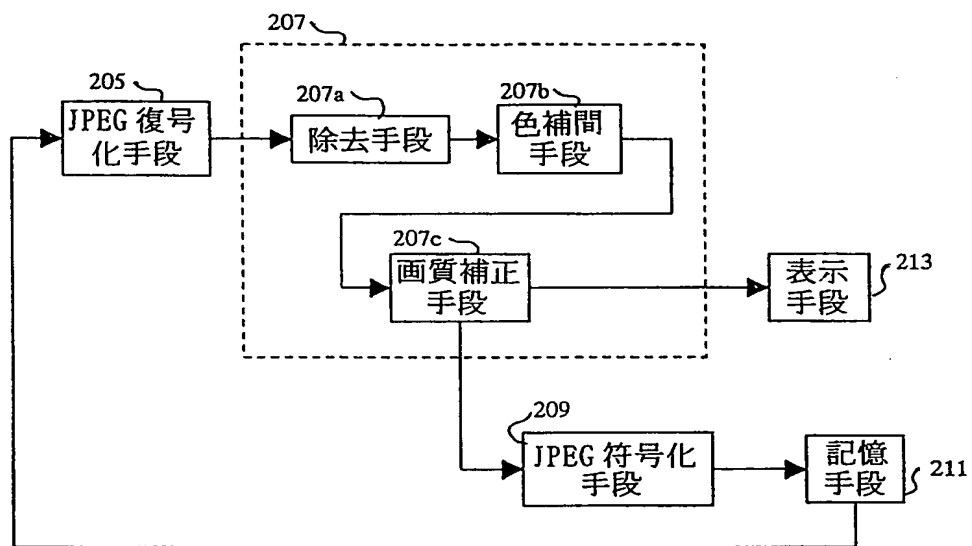 207
205
JPEG 復号
化手段
207a
除去手段
207b
色補間
手段
207c
画質補正
手段
表示
手段
213
209
JPEG 符号化
手段
記憶
手段
211